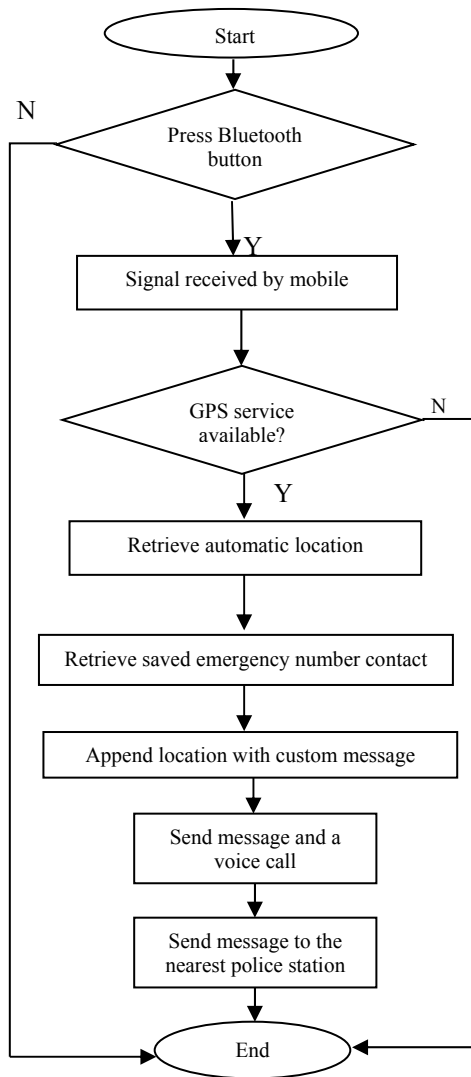 Start
N
Press Bluetooth
button
Y
Signal received by mobile
GPS service
available?
N
Y
Retrieve automatic location
Retrieve saved emergency number contact
Append location with custom message
Send message and a
voice call
Send message to the
nearest police station
End